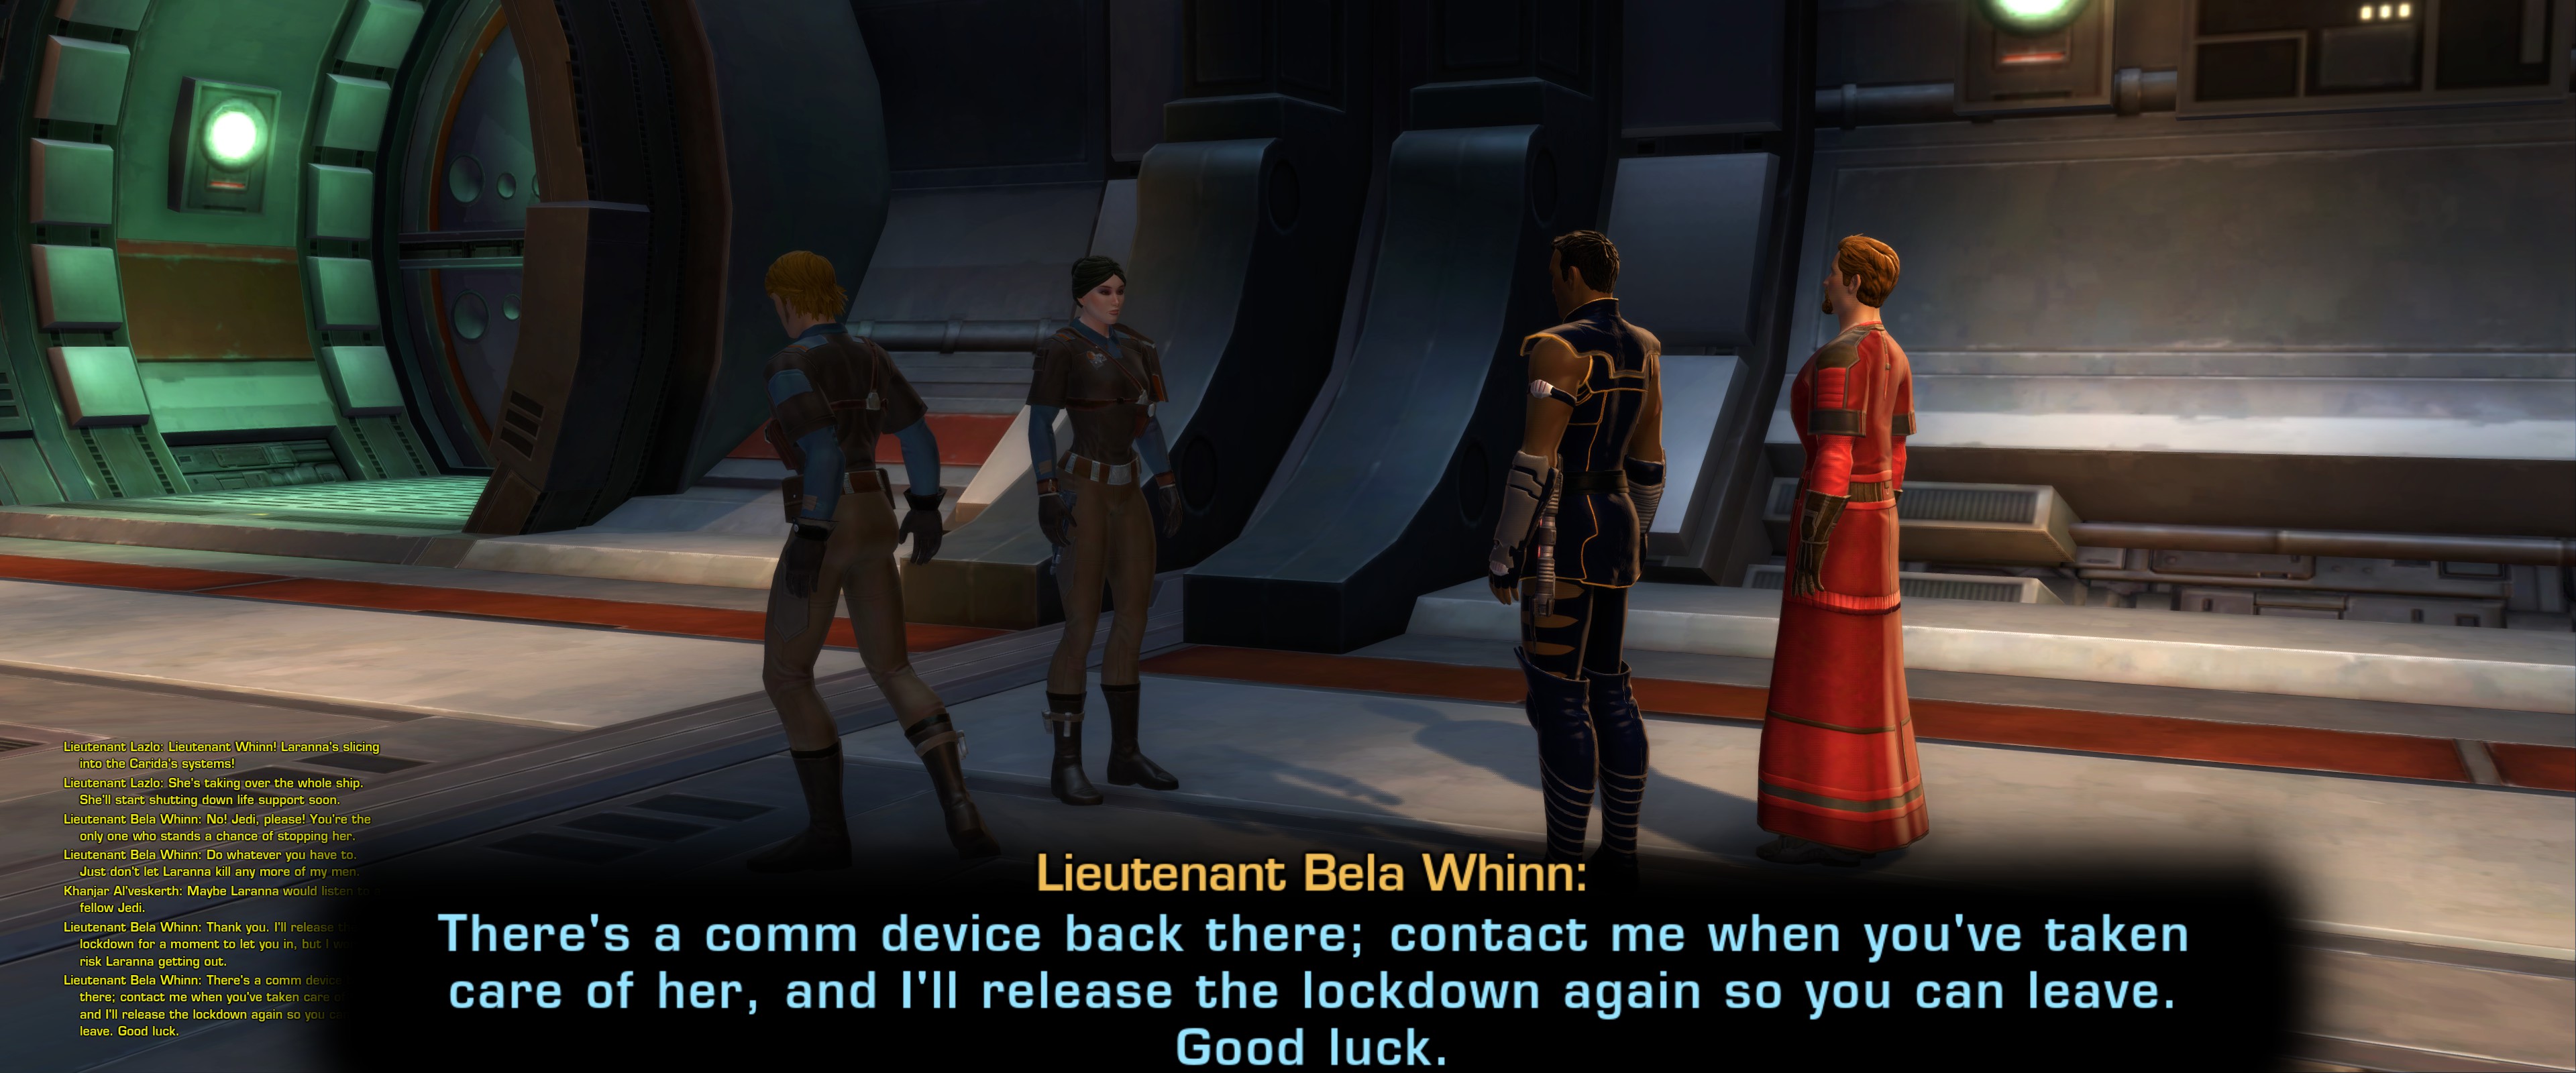 Lieutenant Lazlo: Lieutenant Whinn! Laranna's slicing
into the Carida's systems!
Lieutenant Lazlo: She's taking over the whole ship.
She'll start shutting down life support soon.
Lieutenant Bela Whinn: No! Jedi, please! You're the
only one who stands a chance of stopping her.
Lieutenant Bela Whinn: Do whatever you have to.
Just don't let Laranna kill any more of my men.
Khanjar Al'veskerth: Maybe Laranna would listen to
fellow Jedi.
Lieutenant Bela Whinn: Thank you. I'll release
lockdown for a moment to let you in, but I
risk Laranna getting out.
Lieutenant Bela Whinn: There's a comm device
there; contact me when you've taken care
and I'll release the lockdown again so you
leave. Good luck.
Lieutenant Bela Whinn:
There's a comm device back there; contact me when you've taken
care of her, and I'll release the lockdown again so you can leave.
Good luck.